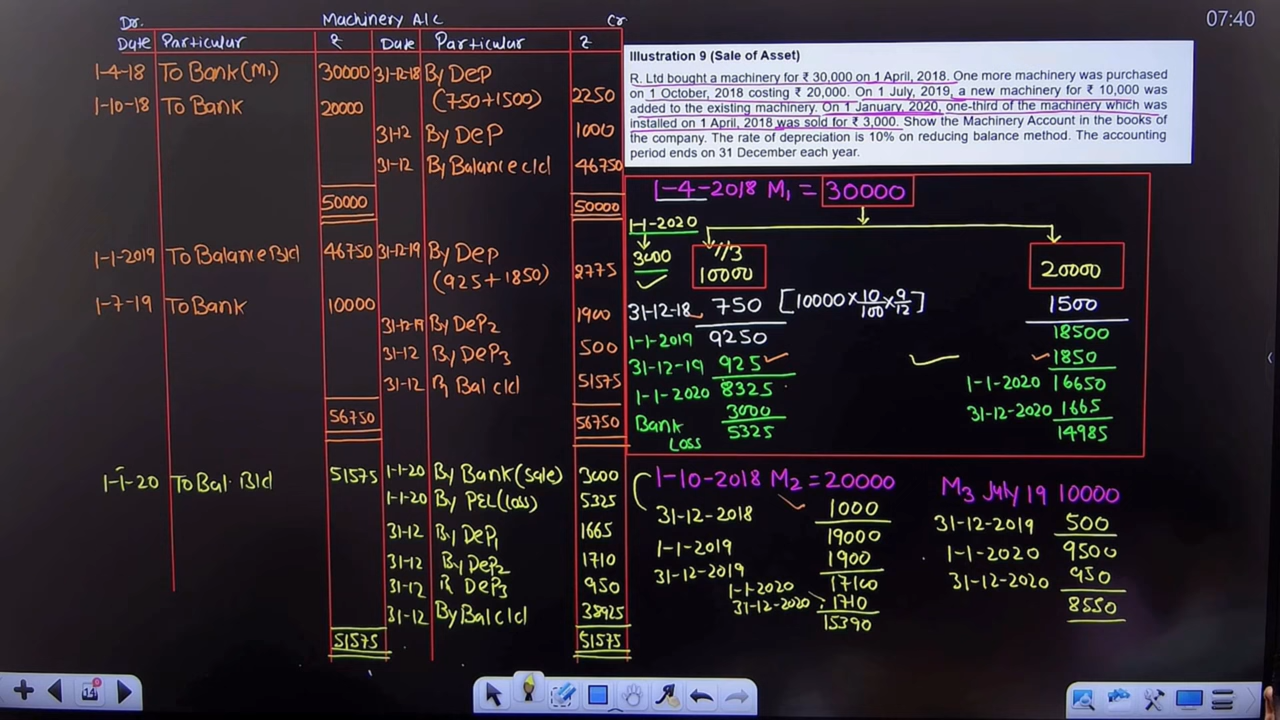 07:40
Dr. Machinery A/c Cr
Date Particular ₹ Date Particular ₹
1-4-18 To Bank (M₁) 30000 31-12-18 By Dep
(750+1500) 2250
1-10-18 To Bank 20000
31-12 By Dep 1000
31-12 By Balance c/d 46750
50000 50000
1-1-2019 To Balance B/d 46750 31-12-19 By Dep
(925+1850) 2775
1-7-19 To Bank 10000
31-12-19 By Dep2 1900
31-12 By Dep3 500
31-12 By Bal c/d 51575
56750 56750
1-1-20 To Bal. B/d 51575 1-1-20 By Bank (sale) 3000
1-1-20 By P&L (loss) 5325
31-12 By Dep1 1665
31-12 By Dep2 1710
31-12 By Dep3 950
31-12 By Bal c/d 38925
51575 51575
Illustration 9 (Sale of Asset)
R. Ltd bought a machinery for ₹ 30,000 on 1 April, 2018. One more machinery was purchased
on 1 October, 2018 costing ₹ 20,000. On 1 July, 2019, a new machinery for ₹ 10,000 was
added to the existing machinery. On 1 January, 2020, one-third of the machinery which was
installed on 1 April, 2018 was sold for ₹ 3,000. Show the Machinery Account in the books of
the company. The rate of depreciation is 10% on reducing balance method. The accounting
period ends on 31 December each year.
1-4-2018 M₁ = 30000
1-1-2020
3000
1/3
10000
20000
31-12-18 750 [10000 × 10/100 × 9/12] 1500
1-1-2019 9250 18500
31-12-19 925 1850
1-1-2020 8325 1-1-2020 16650
Bank 3000 31-12-2020 1665
Loss 5325 14985
1-10-2018 M₂ = 20000
31-12-2018 1000
19000
1-1-2019
1900
31-12-2019
17100
1-1-2020
31-12-2020 1710
15390
M₃ July 19 10000
31-12-2019 500
1-1-2020 9500
31-12-2020 950
8550
14